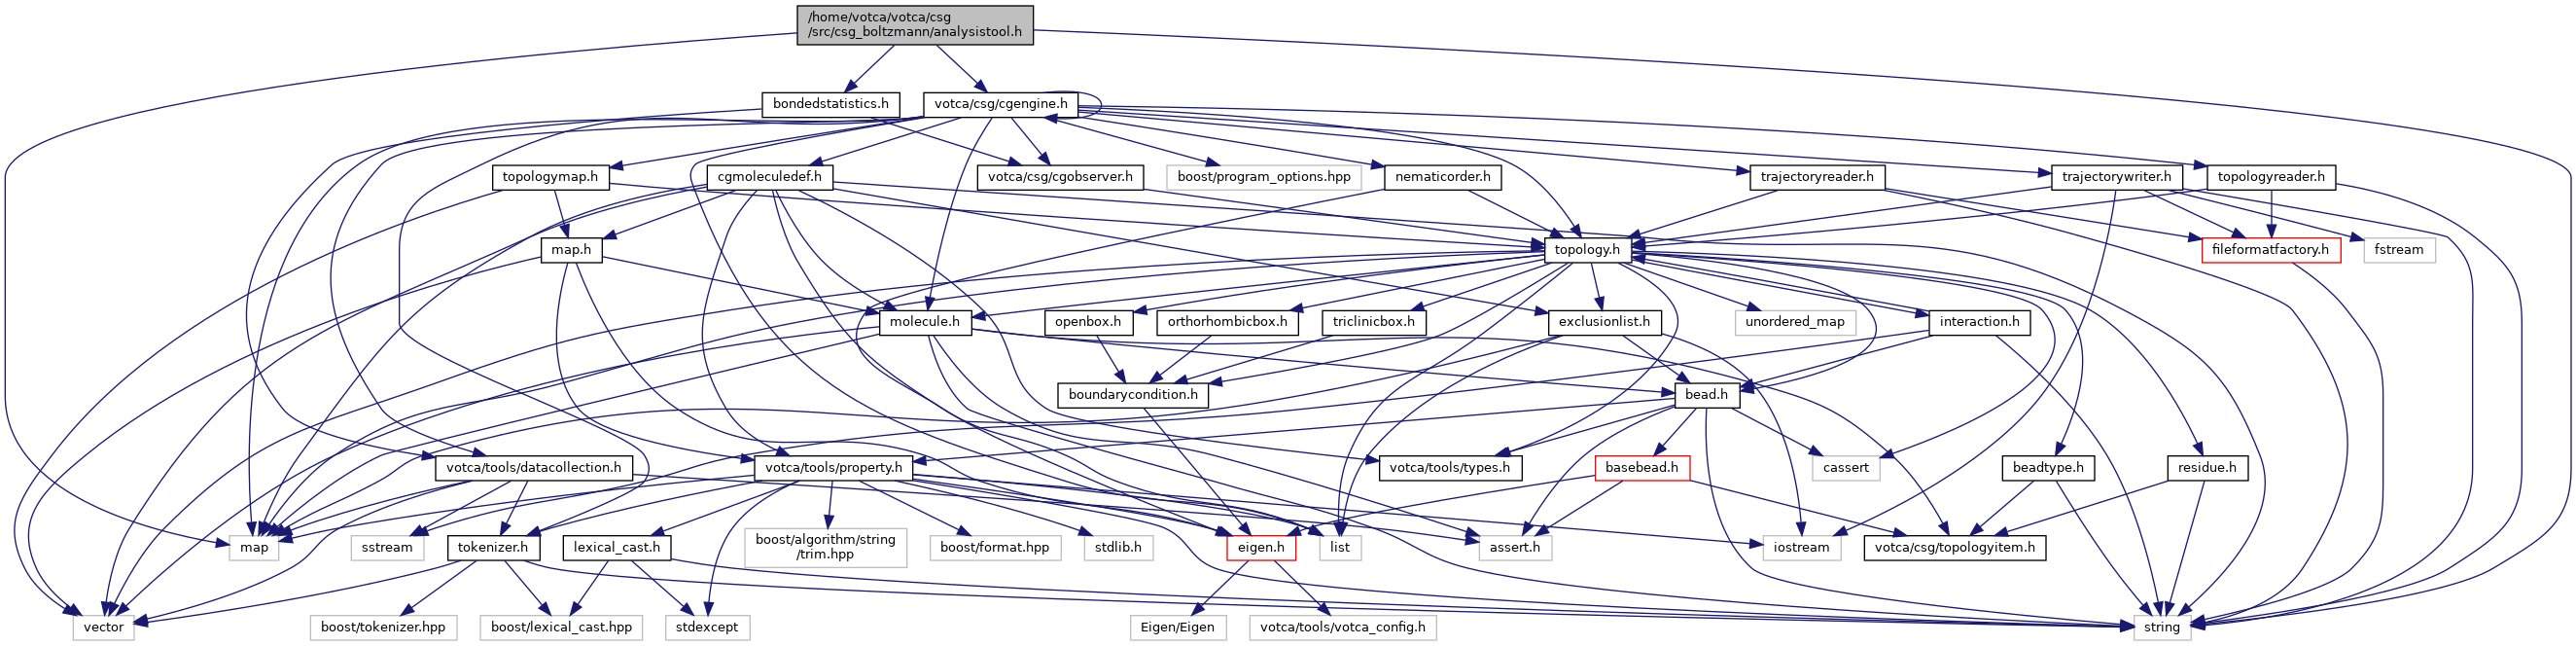 /home/votca/votca/csg
/src/csg_boltzmann/analysistool.h
bondedstatistics.h
votca/csg/cgengine.h
topologymap.h
cgmoleculedef.h
votca/csg/cgobserver.h
boost/program_options.hpp
nematicorder.h
trajectoryreader.h
trajectorywriter.h
topologyreader.h
map.h
topology.h
fileformatfactory.h
fstream
molecule.h
openbox.h
orthorhombicbox.h
triclinicbox.h
exclusionlist.h
unordered_map
interaction.h
boundarycondition.h
bead.h
votca/tools/datacollection.h
votca/tools/property.h
votca/tools/types.h
basebead.h
cassert
beadtype.h
residue.h
map
sstream
tokenizer.h
lexical_cast.h
boost/algorithm/string
/trim.hpp
boost/format.hpp
stdlib.h
eigen.h
list
assert.h
iostream
votca/csg/topologyitem.h
vector
boost/tokenizer.hpp
boost/lexical_cast.hpp
stdexcept
Eigen/Eigen
votca/tools/votca_config.h
string